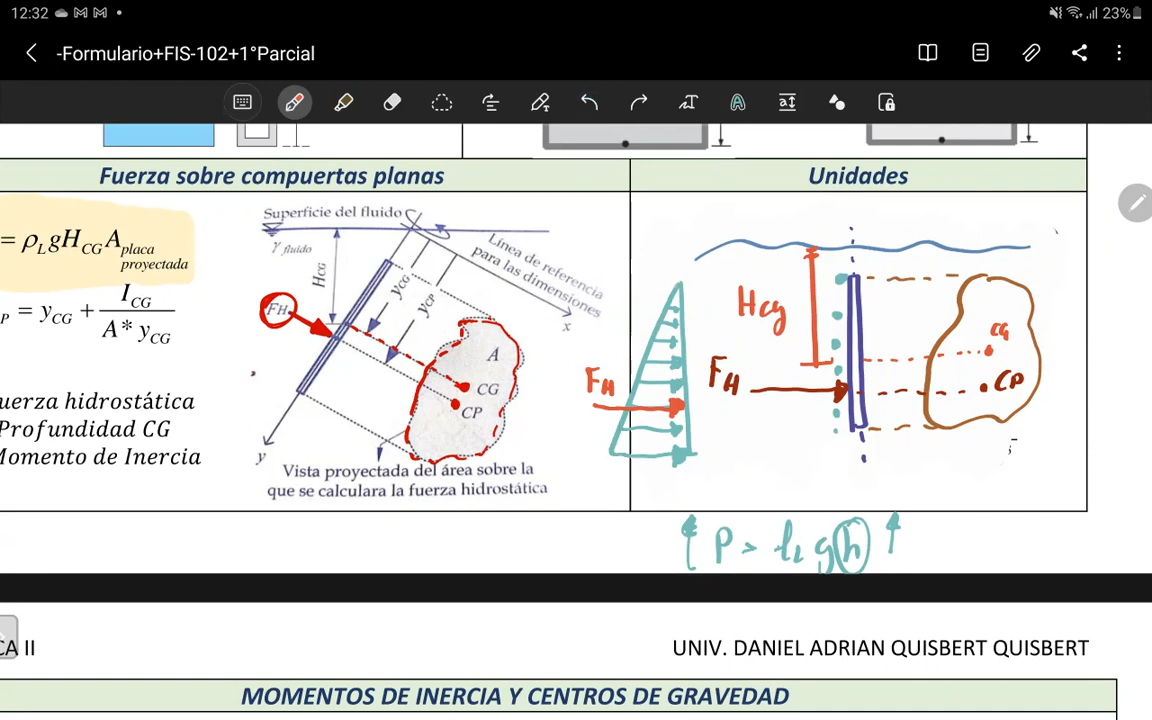 12:32
23%
-Formulario+FIS-102+1°Parcial
Fuerza sobre compuertas planas
Unidades
= ρL g HCG A placa proyectada
P = yCG + ICG / A* yCG
uerza hidrostática
Profundidad CG
Momento de Inercia
Superficie del fluido
γ fluido
HCG
FH
yCG
yCP
Línea de referencia
para las dimensiones
x
A
CG
CP
y
Vista proyectada del área sobre la
que se calculara la fuerza hidrostática
Hcg
FH
FH
CG
CP
P = ρL g h
CA II
UNIV. DANIEL ADRIAN QUISBERT QUISBERT
MOMENTOS DE INERCIA Y CENTROS DE GRAVEDAD